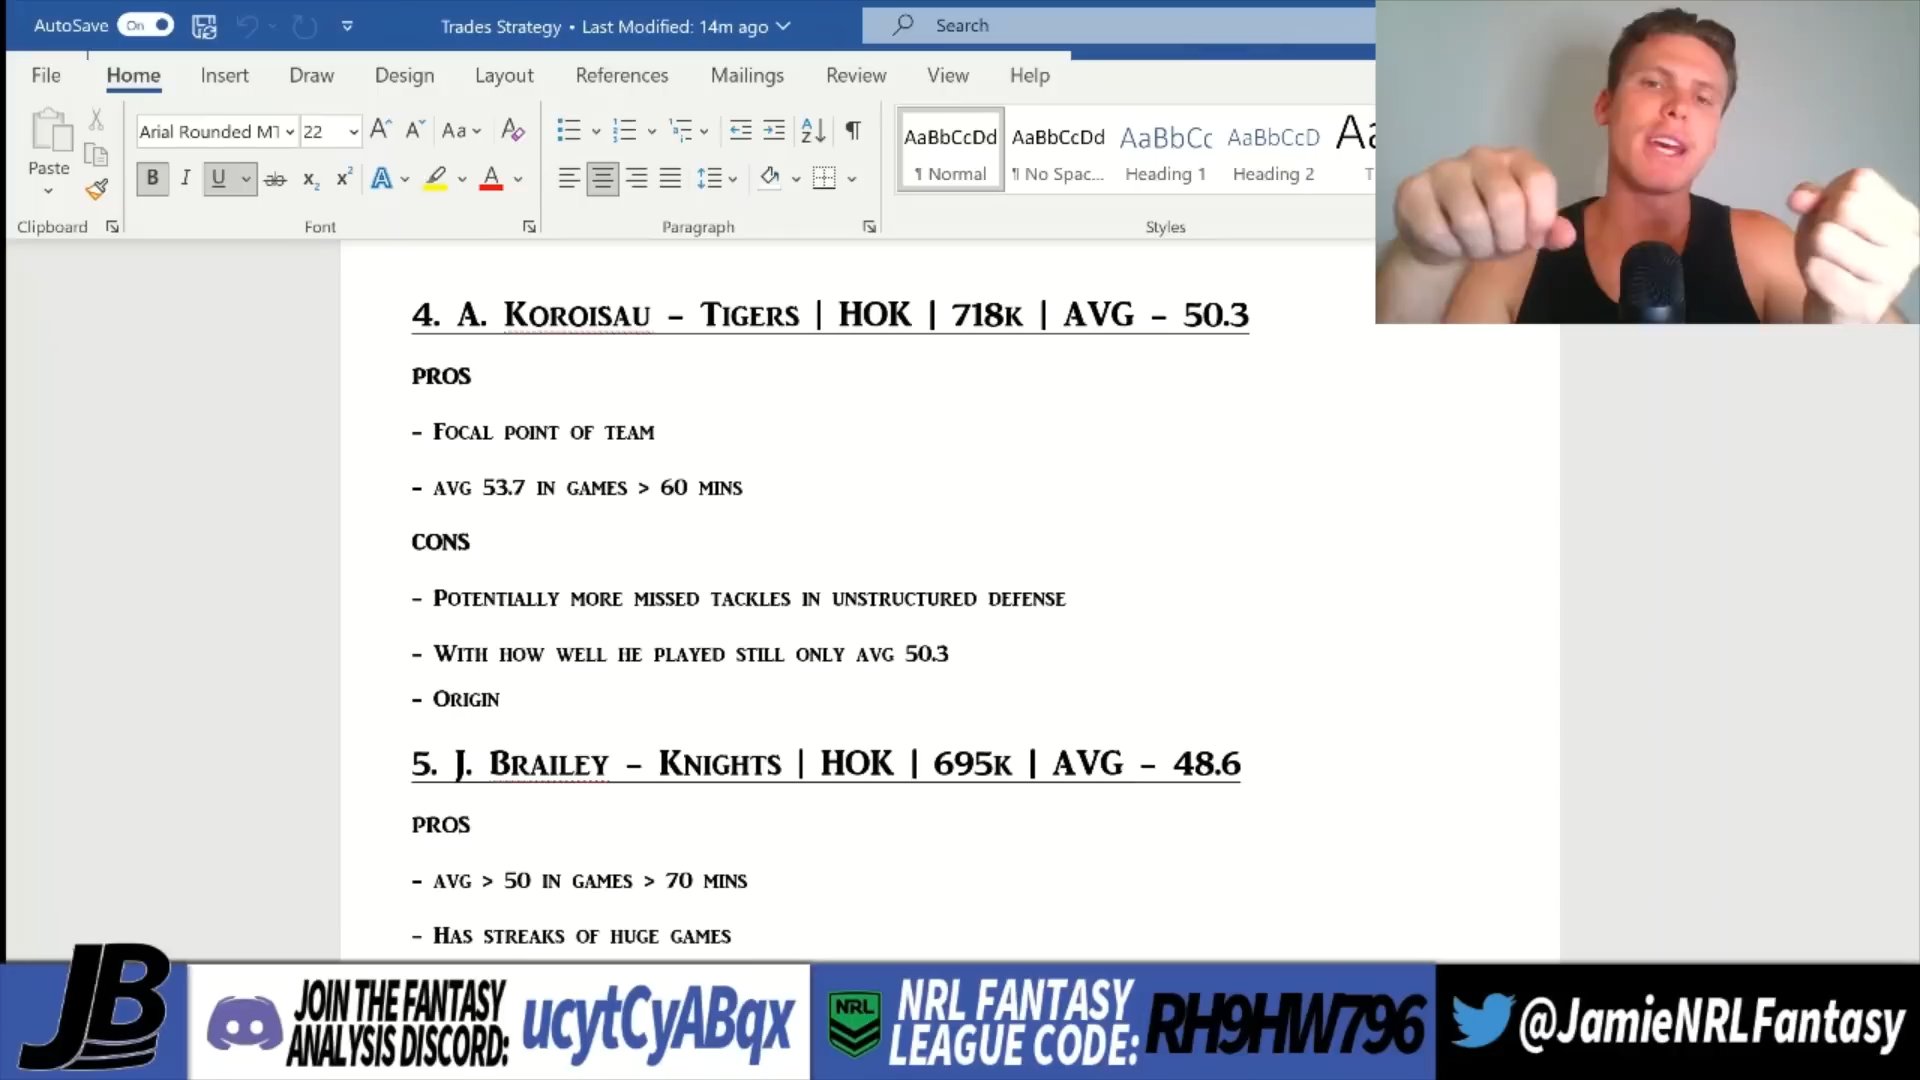 AutoSave On
Trades Strategy • Last Modified: 14m ago
Search
File Home Insert Draw Design Layout References Mailings Review View Help
Paste
Clipboard
Arial Rounded MT 22
Font
Paragraph
AaBbCcDd
¶ Normal
AaBbCcDd
¶ No Spac...
AaBbCc
Heading 1
AaBbCcD
Heading 2
Styles
4. A. Koroisau – Tigers | HOK | 718k | AVG – 50.3
PROS
– Focal point of team
– avg 53.7 in games > 60 mins
CONS
– Potentially more missed tackles in unstructured defense
– With how well he played still only avg 50.3
– Origin
5. J. Brailey – Knights | HOK | 695k | AVG – 48.6
PROS
– avg > 50 in games > 70 mins
– Has streaks of huge games
JB
JOIN THE FANTASY
ANALYSIS DISCORD:
ucytCyABqx
NRL
NRL FANTASY
LEAGUE CODE:
RH9HW796
@JamieNRLFantasy